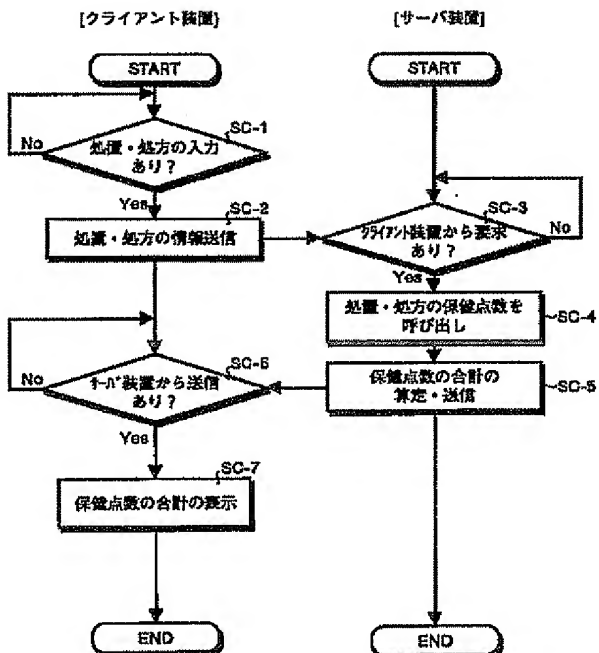 [クライアント装置]
START
SC-1
処置・処方の入力
あり?
No
Yes
SC-2
処置・処方の情報送信
SC-6
サーバ装置から送信
あり?
No
Yes
SC-7
保健点数の合計の表示
END
[サーバ装置]
START
SC-3
クライアント装置から要求
あり?
No
Yes
処置・処方の保健点数を
呼び出し
SC-4
保健点数の合計の
算定・送信
SC-5
END